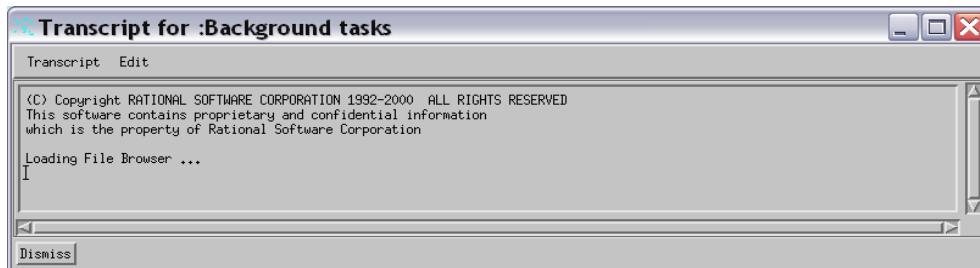 Transcript for :Background tasks
Transcript Edit
(C) Copyright RATIONAL SOFTWARE CORPORATION 1992-2000 ALL RIGHTS RESERVED
This software contains proprietary and confidential information
which is the property of Rational Software Corporation
Loading File Browser ...
Dismiss